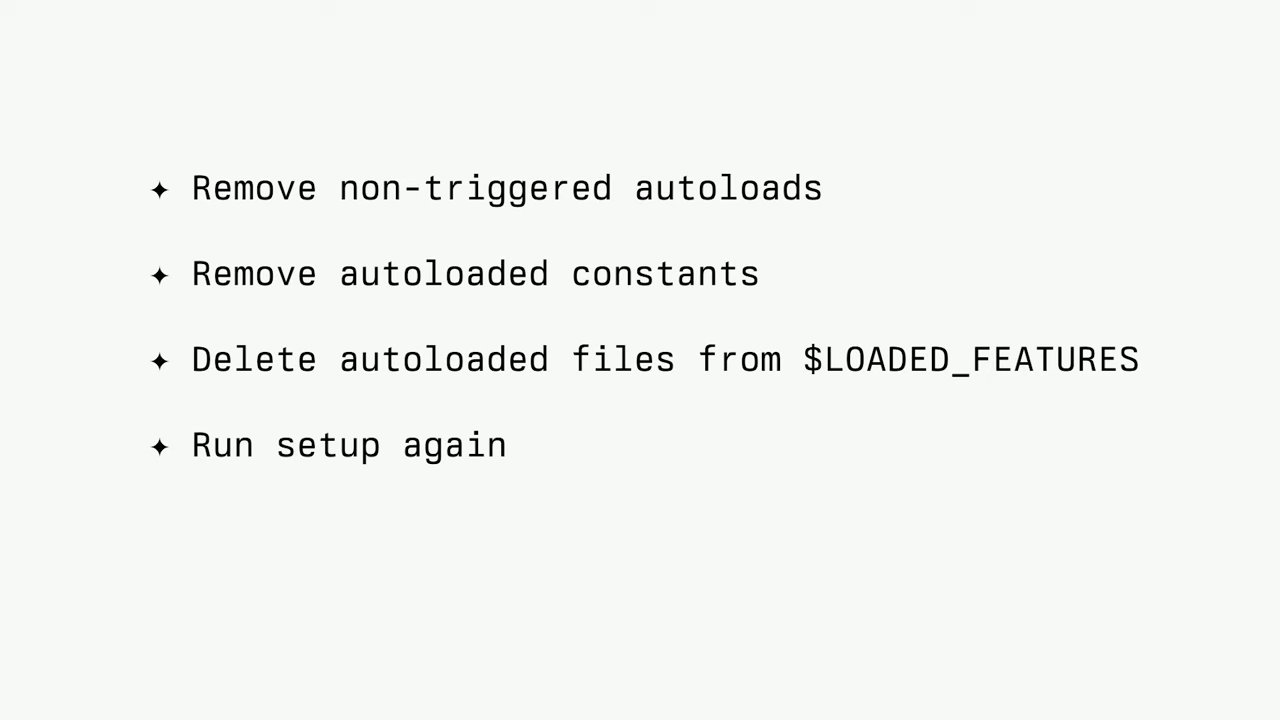 ✦ Remove non-triggered autoloads
✦ Remove autoloaded constants
✦ Delete autoloaded files from $LOADED_FEATURES
✦ Run setup again